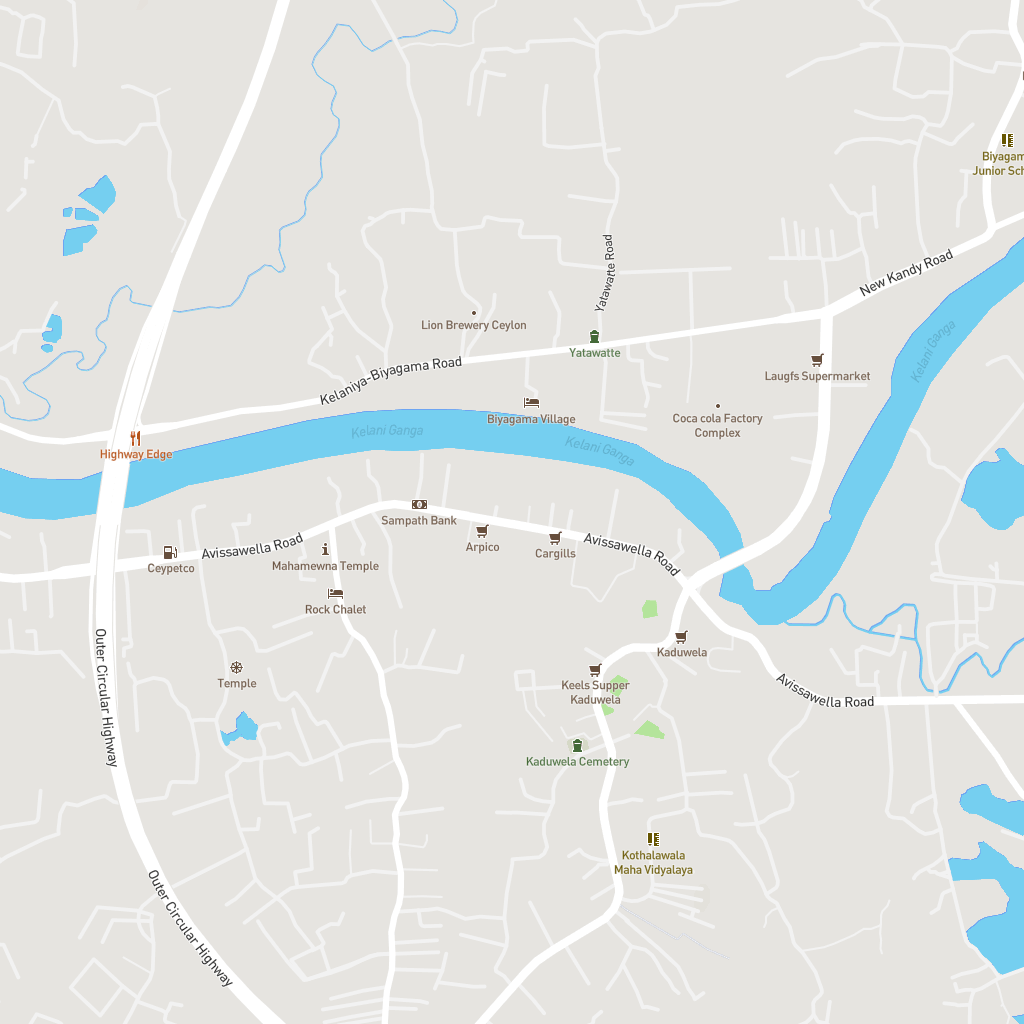 Biyagam
Junior Sch
New Kandy Road
Yatawatte Road
Lion Brewery Ceylon
Yatawatte
Kelani Ganga
Laugfs Supermarket
Kelaniya-Biyagama Road
Biyagama Village
Coca cola Factory
Complex
Kelani Ganga
Kelani Ganga
Highway Edge
Sampath Bank
Avissawella Road
Arpico
Cargills
Avissawella Road
Ceypetco
Mahamewna Temple
Rock Chalet
Outer Circular Highway
Kaduwela
Temple
Keels Supper
Kaduwela
Avissawella Road
Kaduwela Cemetery
Kothalawala
Maha Vidyalaya
Outer Circular Highway